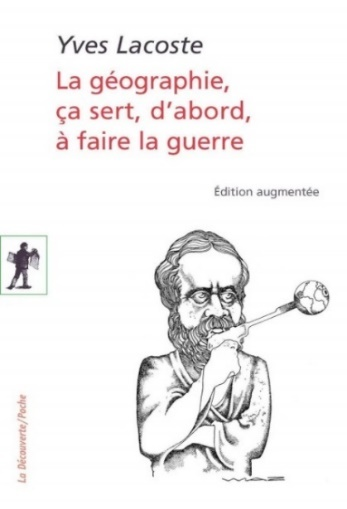 Yves Lacoste
La géographie,
ça sert, d'abord,
à faire la guerre
Édition augmentée
La Découverte/Poche